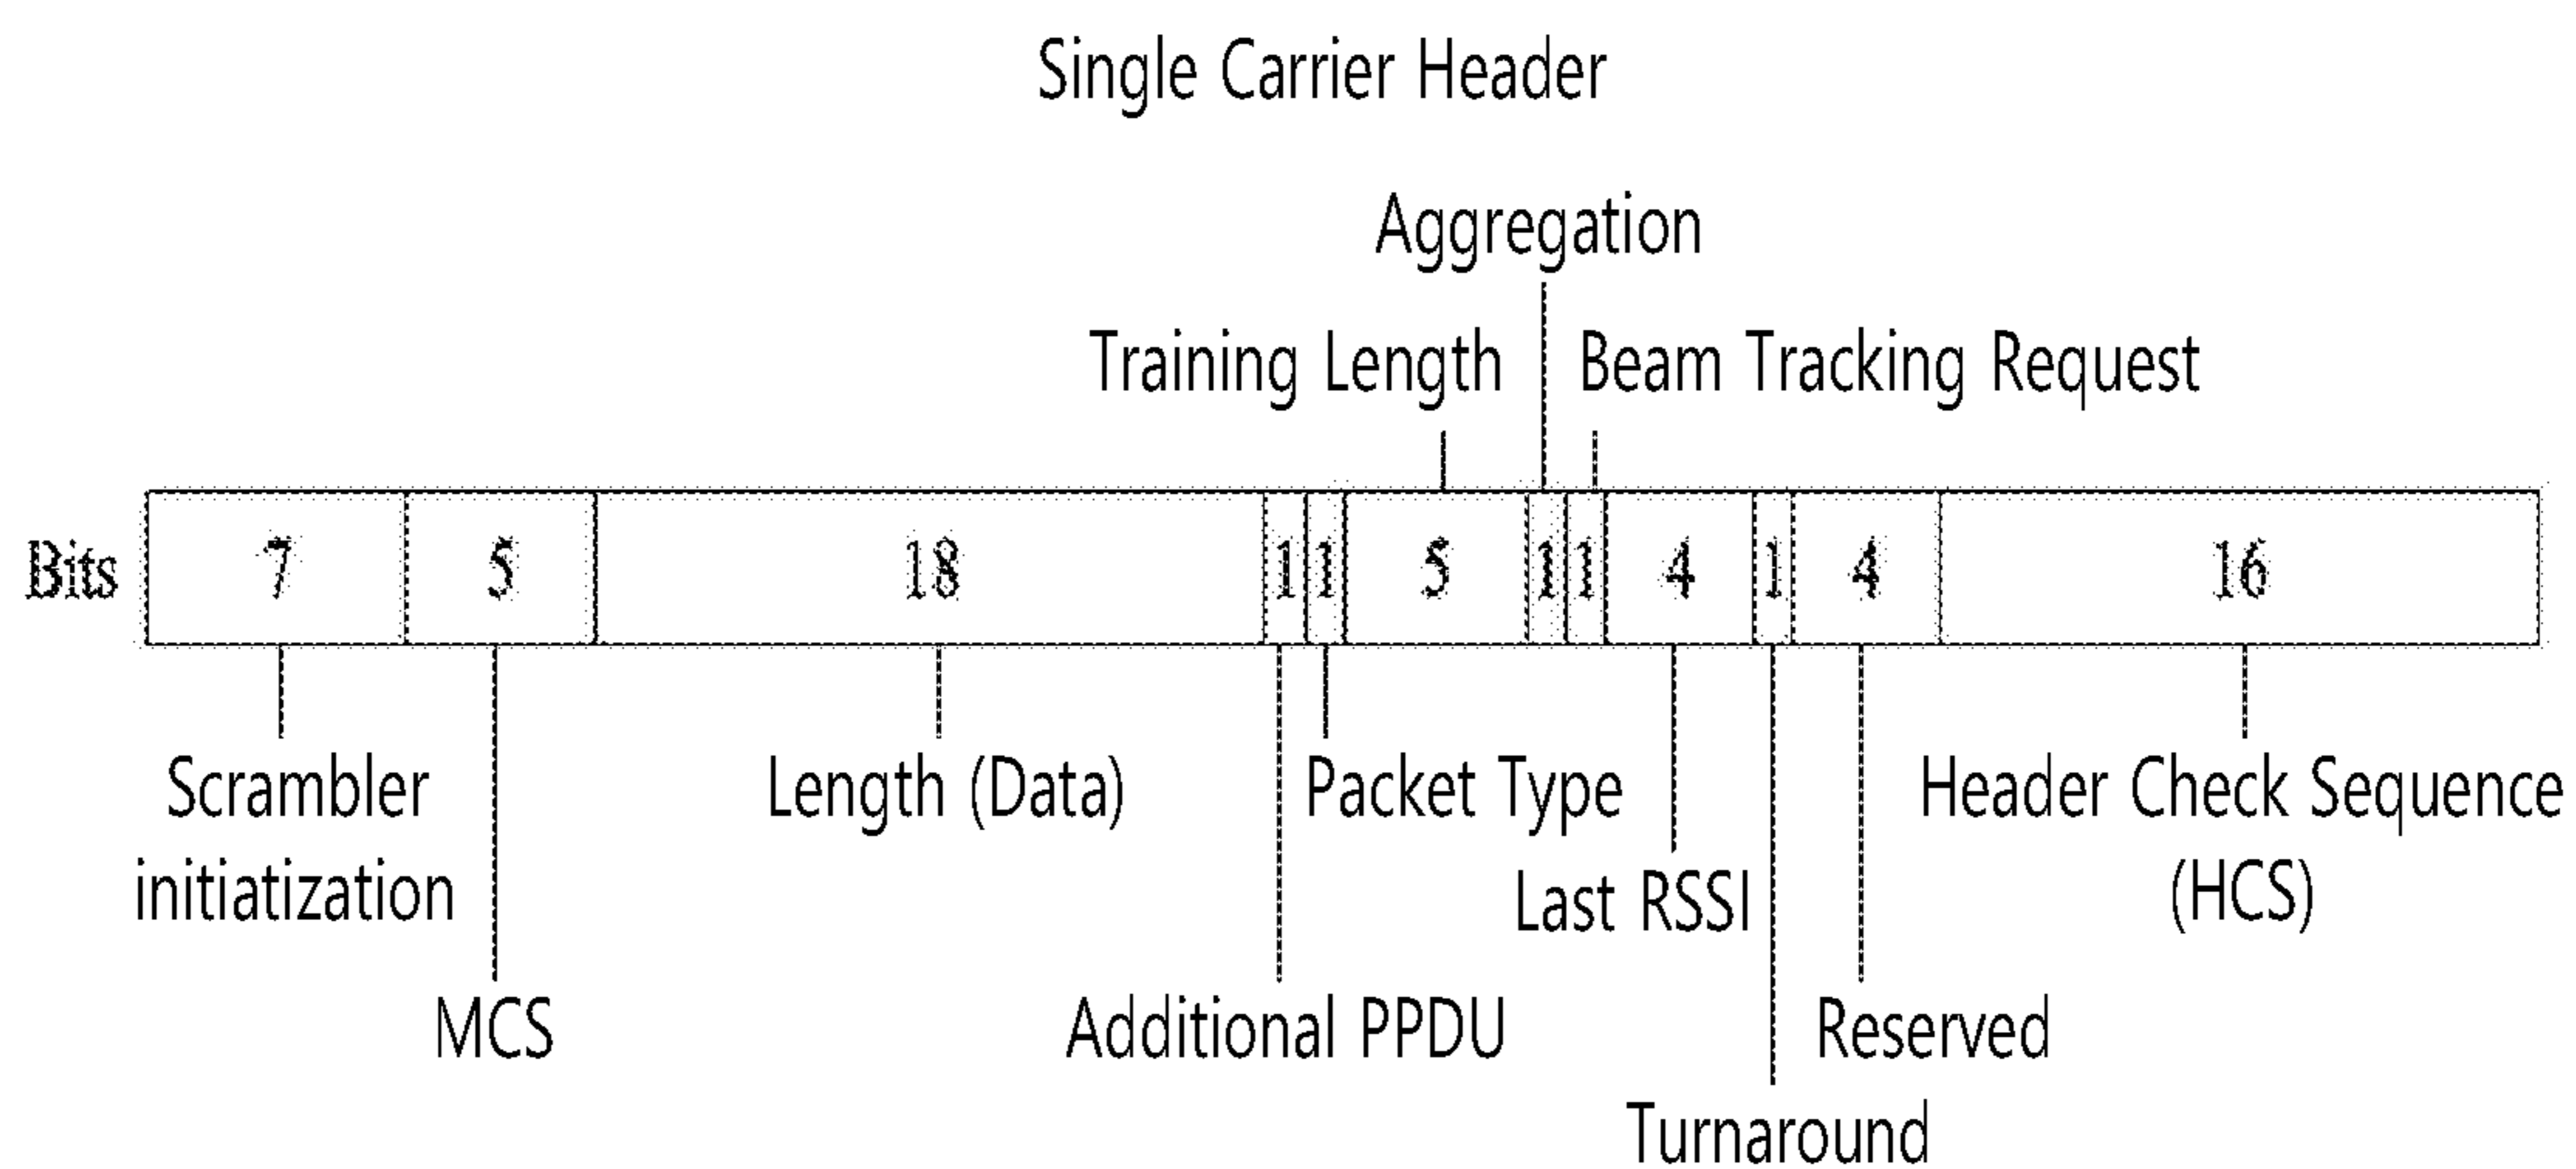 Single Carrier Header
Aggregation
Training Length Beam Tracking Request
Bits 7 5 18 1 1 5 1 1 4 1 4 16
Scrambler Length (Data) Packet Type Header Check Sequence
initiatization Last RSSI (HCS)
MCS Additional PPDU Reserved
Turnaround